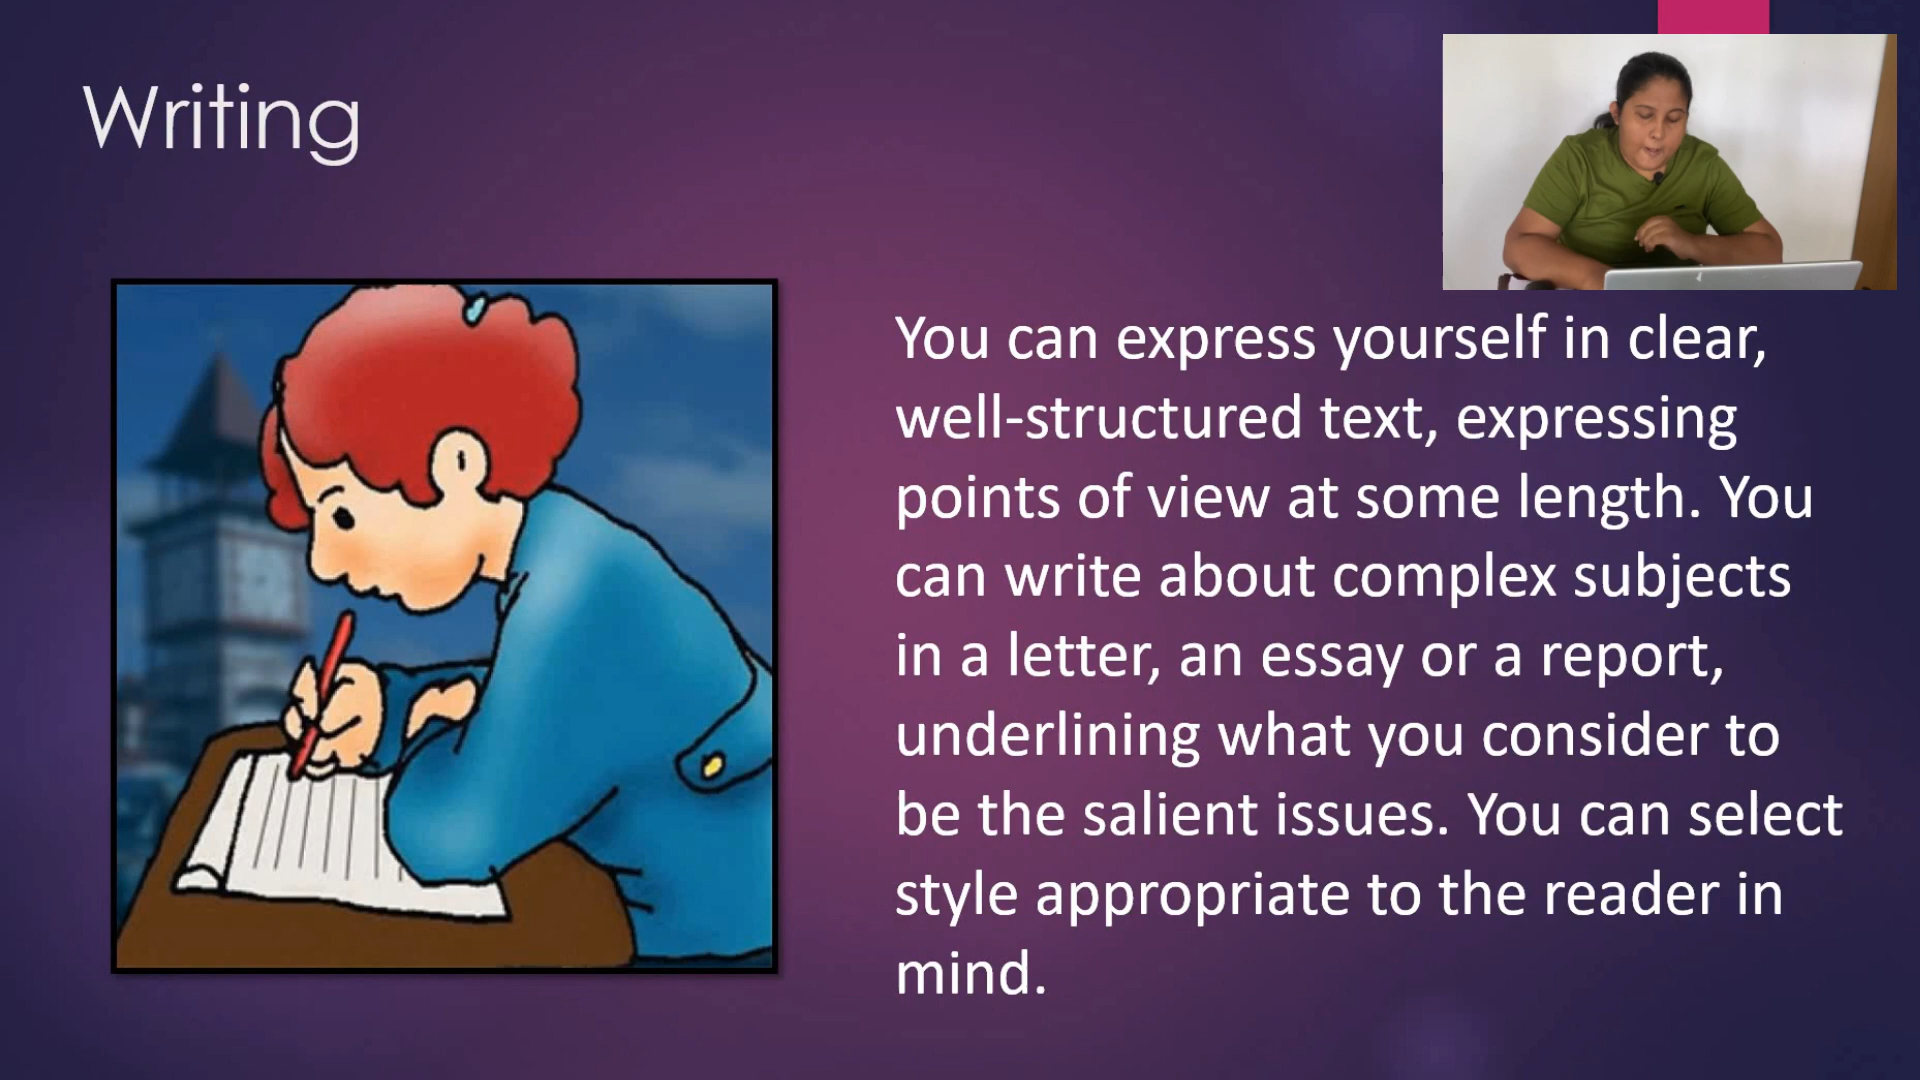 Writing
You can express yourself in clear,
well-structured text, expressing
points of view at some length. You
can write about complex subjects
in a letter, an essay or a report,
underlining what you consider to
be the salient issues. You can select
style appropriate to the reader in
mind.